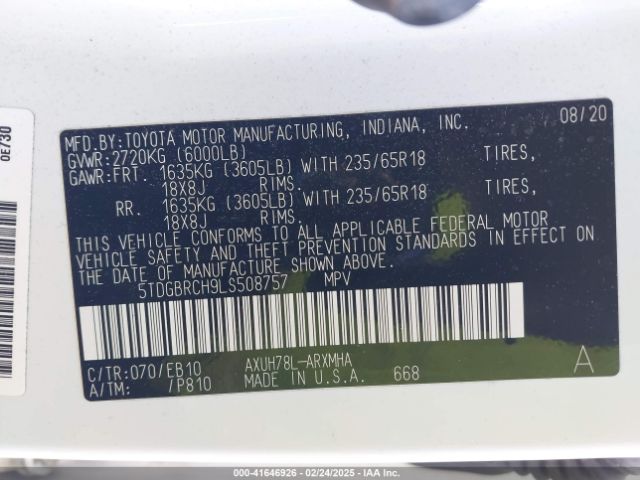 0E/30
MFD.BY:TOYOTA MOTOR MANUFACTURING, INDIANA, INC. 08/20
GVWR:2720KG (6000LB)
GAWR:FRT. 1635KG (3605LB) WITH 235/65R18 TIRES,
18X8J RIMS.
RR. 1635KG (3605LB) WITH 235/65R18 TIRES,
18X8J RIMS.
THIS VEHICLE CONFORMS TO ALL APPLICABLE FEDERAL MOTOR
VEHICLE SAFETY AND THEFT PREVENTION STANDARDS IN EFFECT ON
THE DATE OF MANUFACTURE SHOWN ABOVE.
5TDGBRCH9LS508757 MPV
C/TR:070/EB10 AXUH78L-ARXMHA
A/TM: /P810 MADE IN U.S.A. 668 A
000-41646926 - 02/24/2025 - IAA Inc.